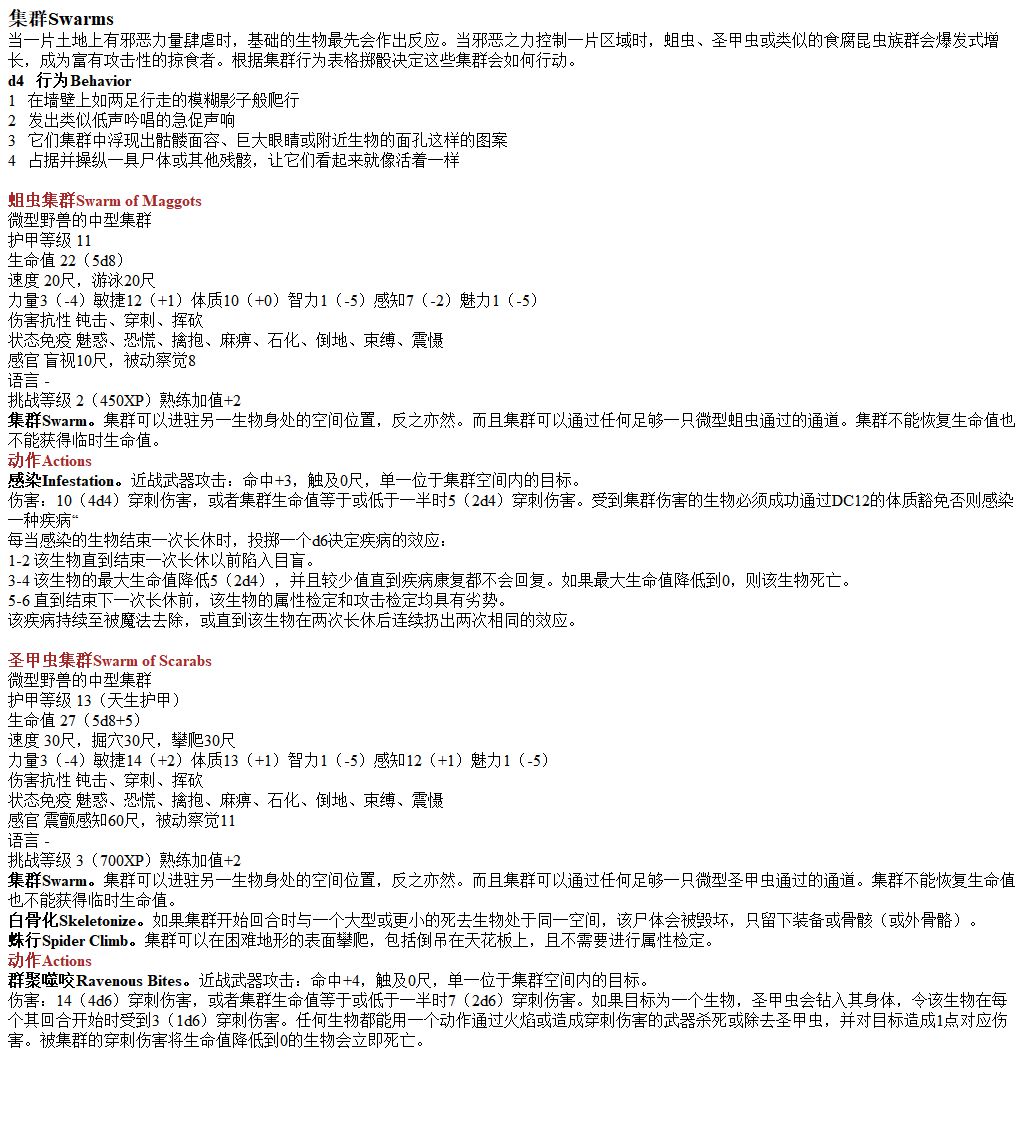 集群Swarms
当一片土地上有邪恶力量肆虐时，基础的生物最先会作出反应。当邪恶之力控制一片区域时，蛆虫、圣甲虫或类似的食腐昆虫族群会爆发式增
长，成为富有攻击性的掠食者。根据集群行为表格掷骰决定这些集群会如何行动。
d4 行为Behavior
1 在墙壁上如两足行走的模糊影子般爬行
2 发出类似低声吟唱的急促声响
3 它们集群中浮现出骷髅面容、巨大眼睛或附近生物的面孔这样的图案
4 占据并操纵一具尸体或其他残骸，让它们看起来就像活着一样
蛆虫集群Swarm of Maggots
微型野兽的中型集群
护甲等级 11
生命值 22（5d8）
速度 20尺，游泳20尺
力量3（-4）敏捷12（+1）体质10（+0）智力1（-5）感知7（-2）魅力1（-5）
伤害抗性 钝击、穿刺、挥砍
状态免疫 魅惑、恐慌、擒抱、麻痹、石化、倒地、束缚、震慑
感官 盲视10尺，被动察觉8
语言 -
挑战等级 2（450XP）熟练加值+2
集群Swarm。集群可以进驻另一生物身处的空间位置，反之亦然。而且集群可以通过任何足够一只微型蛆虫通过的通道。集群不能恢复生命值也
不能获得临时生命值。
动作Actions
感染Infestation。近战武器攻击：命中+3，触及0尺，单一位于集群空间内的目标。
伤害：10（4d4）穿刺伤害，或者集群生命值等于或低于一半时5（2d4）穿刺伤害。受到集群伤害的生物必须成功通过DC12的体质豁免否则感染
一种疾病“
每当感染的生物结束一次长休时，投掷一个d6决定疾病的效应：
1-2 该生物直到结束一次长休以前陷入目盲。
3-4 该生物的最大生命值降低5（2d4），并且较少值直到疾病康复都不会回复。如果最大生命值降低到0，则该生物死亡。
5-6 直到结束下一次长休前，该生物的属性检定和攻击检定均具有劣势。
该疾病持续至被魔法去除，或直到该生物在两次长休后连续扔出两次相同的效应。
圣甲虫集群Swarm of Scarabs
微型野兽的中型集群
护甲等级 13（天生护甲）
生命值 27（5d8+5）
速度 30尺，掘穴30尺，攀爬30尺
力量3（-4）敏捷14（+2）体质13（+1）智力1（-5）感知12（+1）魅力1（-5）
伤害抗性 钝击、穿刺、挥砍
状态免疫 魅惑、恐慌、擒抱、麻痹、石化、倒地、束缚、震慑
感官 震颤感知60尺，被动察觉11
语言 -
挑战等级 3（700XP）熟练加值+2
集群Swarm。集群可以进驻另一生物身处的空间位置，反之亦然。而且集群可以通过任何足够一只微型圣甲虫通过的通道。集群不能恢复生命值
也不能获得临时生命值。
白骨化Skeletonize。如果集群开始回合时与一个大型或更小的死去生物处于同一空间，该尸体会被毁坏，只留下装备或骨骸（或外骨骼）。
蛛行Spider Climb。集群可以在困难地形的表面攀爬，包括倒吊在天花板上，且不需要进行属性检定。
动作Actions
群聚噬咬Ravenous Bites。近战武器攻击：命中+4，触及0尺，单一位于集群空间内的目标。
伤害：14（4d6）穿刺伤害，或者集群生命值等于或低于一半时7（2d6）穿刺伤害。如果目标为一个生物，圣甲虫会钻入其身体，令该生物在每
个其回合开始时受到3（1d6）穿刺伤害。任何生物都能用一个动作通过火焰或造成穿刺伤害的武器杀死或除去圣甲虫，并对目标造成1点对应伤
害。被集群的穿刺伤害将生命值降低到0的生物会立即死亡。